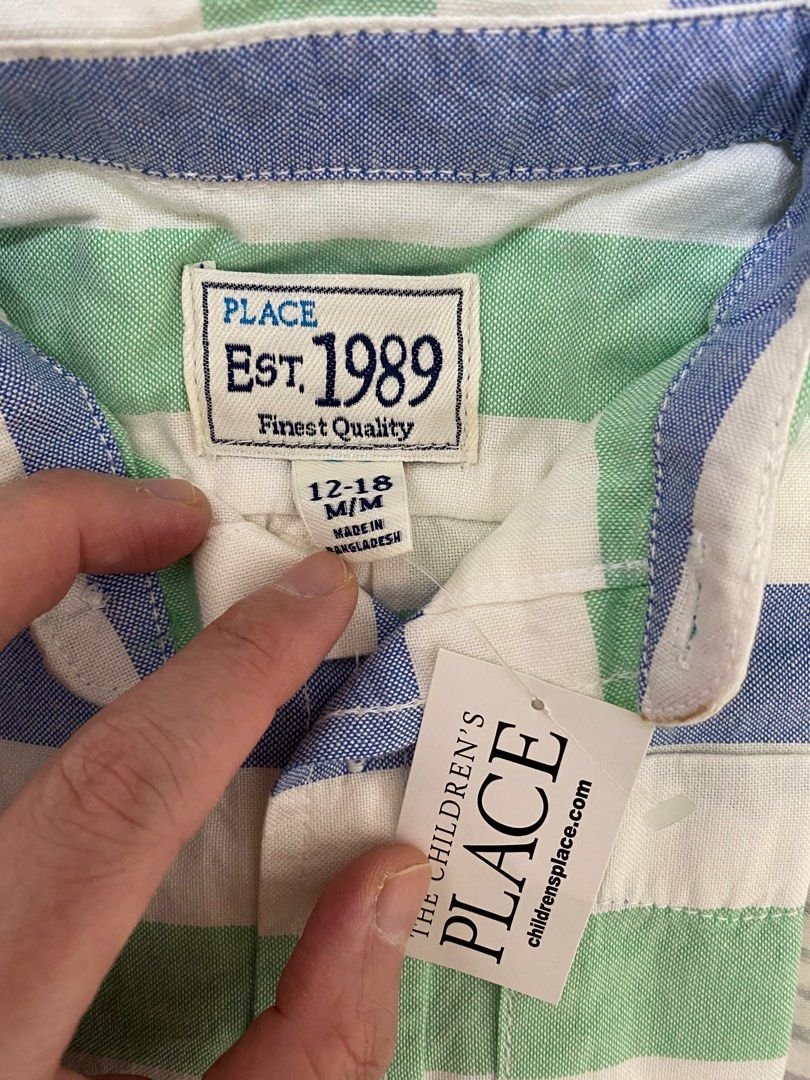 PLACE
EST. 1989
Finest Quality
12-18
M/M
MADE IN
BANGLADESH
THE CHILDREN'S
PLACE
childrensplace.com